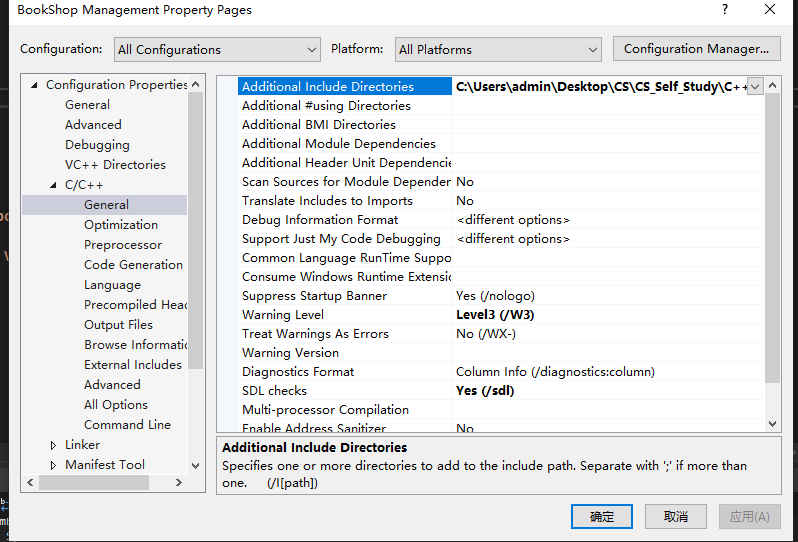 BookShop Management Property Pages
?
Configuration: All Configurations Platform: All Platforms Configuration Manager...
Configuration Properties
General
Advanced
Debugging
VC++ Directories
C/C++
General
Optimization
Preprocessor
Code Generation
Language
Precompiled Head
Output Files
Browse Informatio
External Includes
Advanced
All Options
Command Line
Linker
Manifest Tool
Additional Include Directories C:\Users\admin\Desktop\CS\CS_Self_Study\C++
Additional #using Directories
Additional BMI Directories
Additional Module Dependencies
Additional Header Unit Dependencie
Scan Sources for Module Dependen No
Translate Includes to Imports No
Debug Information Format <different options>
Support Just My Code Debugging <different options>
Common Language RunTime Suppo
Consume Windows Runtime Extensio
Suppress Startup Banner Yes (/nologo)
Warning Level Level3 (/W3)
Treat Warnings As Errors No (/WX-)
Warning Version
Diagnostics Format Column Info (/diagnostics:column)
SDL checks Yes (/sdl)
Multi-processor Compilation
Enable Address Sanitizer No
Additional Include Directories
Specifies one or more directories to add to the include path. Separate with ';' if more than
one. (/I[path])
确定 取消 应用(A)